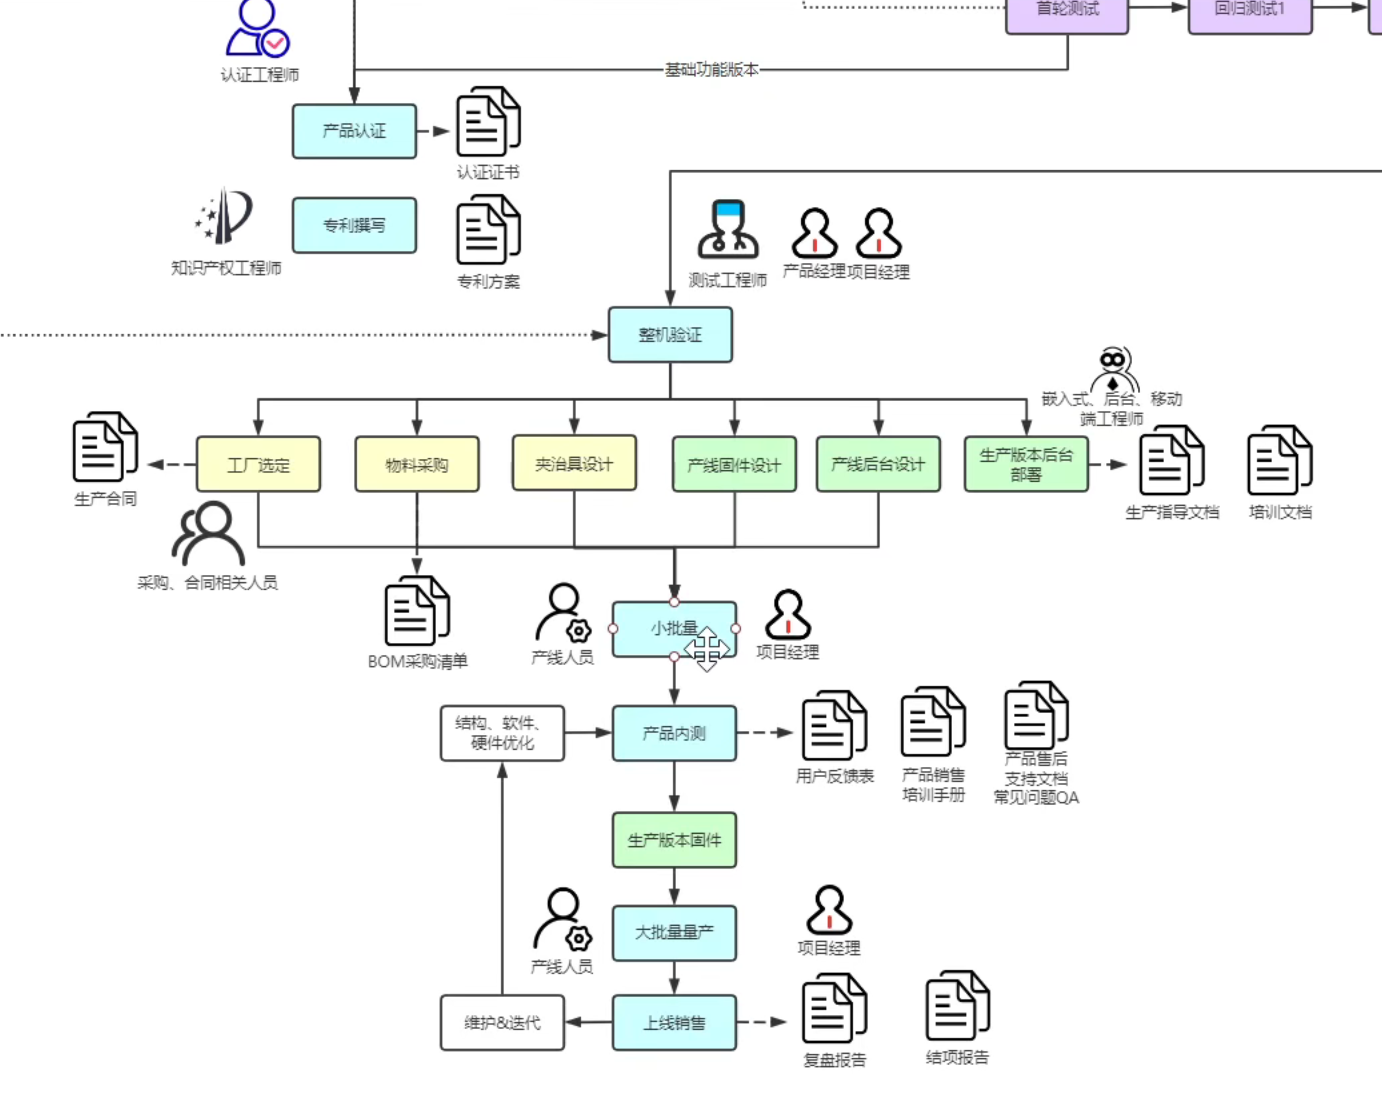 首轮测试
回归测试1
认证工程师
基础功能版本
产品认证
认证证书
专利撰写
知识产权工程师
专利方案
测试工程师
产品经理
项目经理
整机验证
嵌入式、后台、移动
端工程师
工厂选定
物料采购
夹治具设计
产线固件设计
产线后台设计
生产版本后台
部署
生产合同
生产指导文档
培训文档
采购、合同相关人员
BOM采购清单
产线人员
小批量
项目经理
结构、软件、
硬件优化
产品内测
用户反馈表
产品销售
培训手册
产品售后
支持文档
常见问题QA
生产版本固件
产线人员
大批量量产
项目经理
维护&迭代
上线销售
复盘报告
结项报告